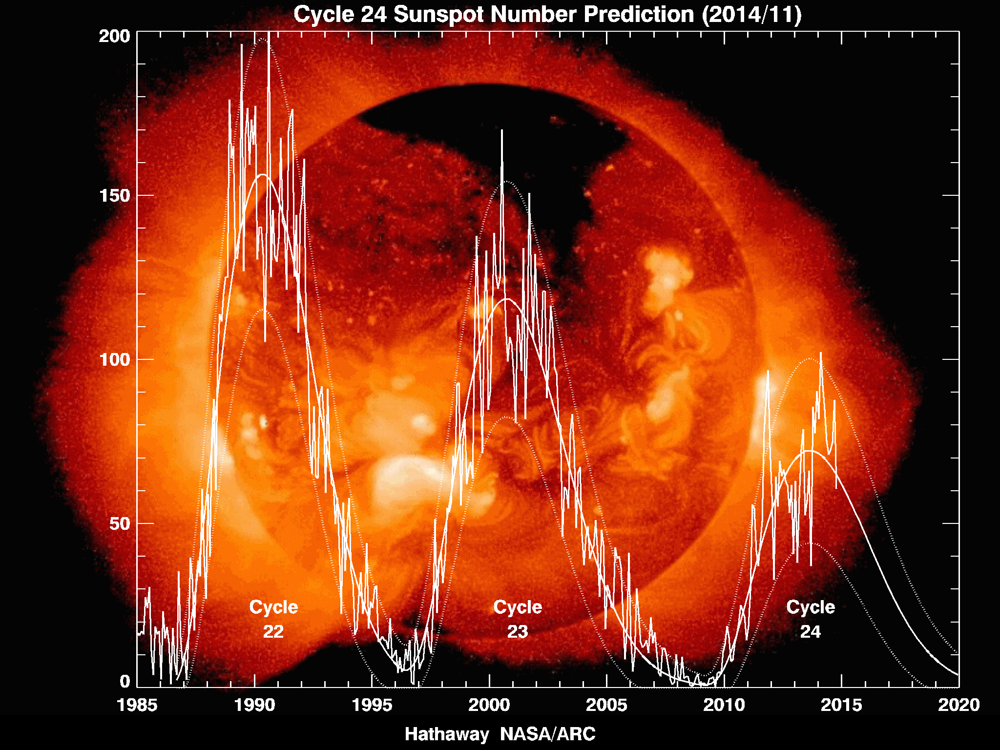 Cycle 24 Sunspot Number Prediction (2014/11)
200
150
100
50
0
Cycle
22
Cycle
23
Cycle
24
1985 1990 1995 2000 2005 2010 2015 2020
Hathaway NASA/ARC